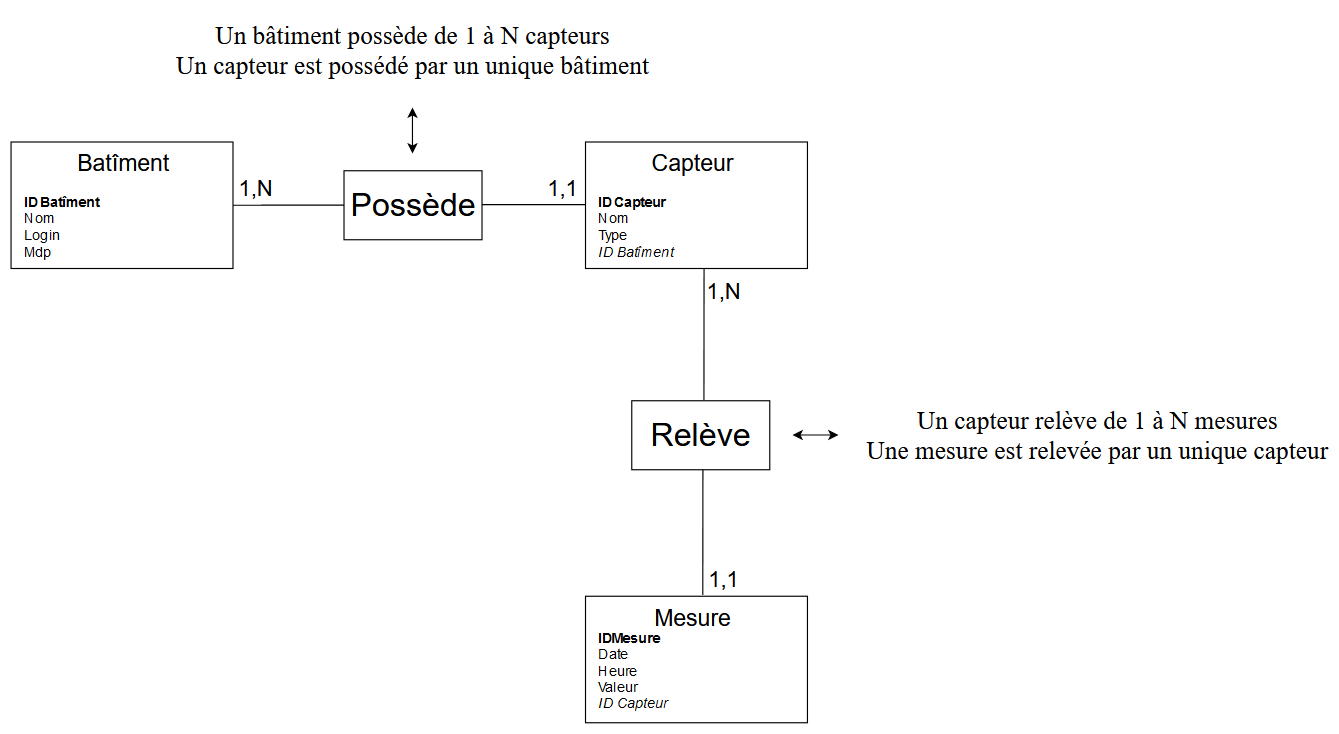 Un bâtiment possède de 1 à N capteurs
Un capteur est possédé par un unique bâtiment
Batîment
ID Batîment
Nom
Login
Mdp
1,N
Possède
1,1
Capteur
ID Capteur
Nom
Type
ID Batîment
1,N
Relève
Un capteur relève de 1 à N mesures
Une mesure est relevée par un unique capteur
1,1
Mesure
IDMesure
Date
Heure
Valeur
ID Capteur